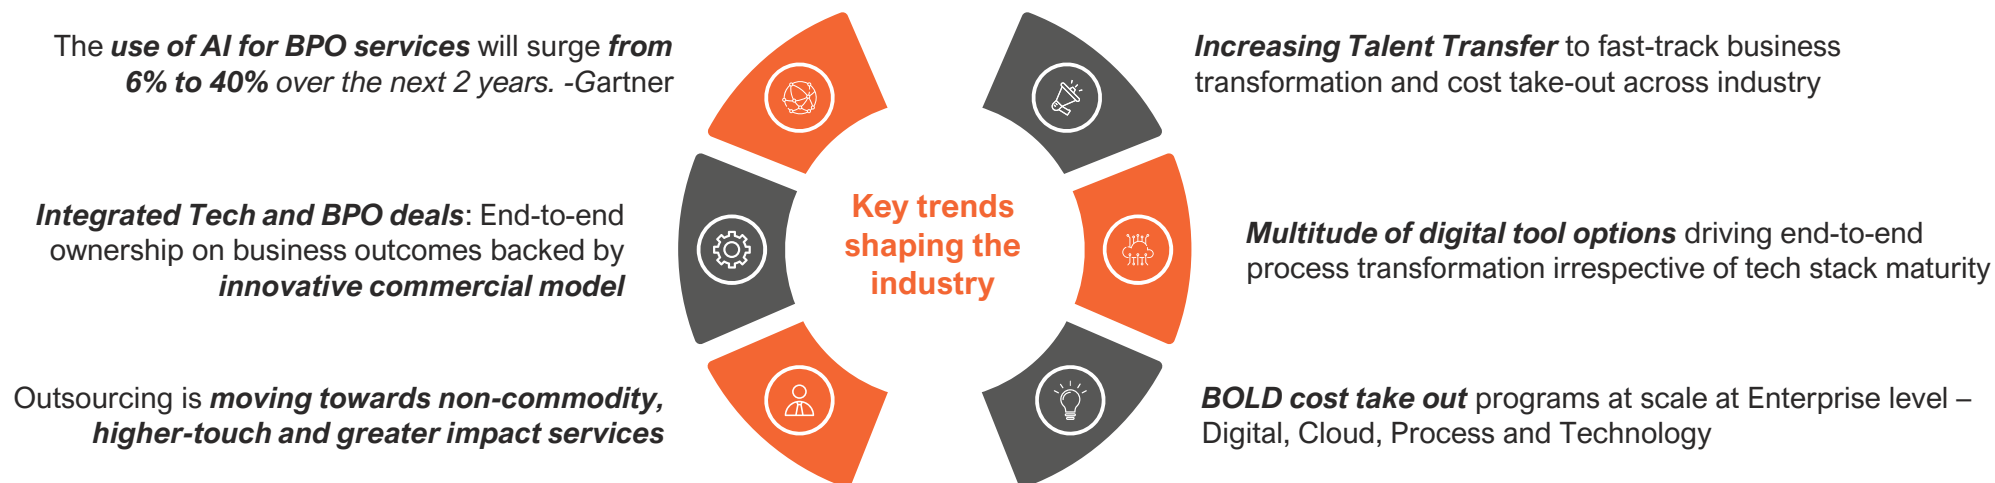 The use of AI for BPO services will surge from
6% to 40% over the next 2 years. -Gartner
Integrated Tech and BPO deals: End-to-end
ownership on business outcomes backed by
innovative commercial model
Outsourcing is moving towards non-commodity,
higher-touch and greater impact services
Key trends
shaping the
industry
Increasing Talent Transfer to fast-track business
transformation and cost take-out across industry
Multitude of digital tool options driving end-to-end
process transformation irrespective of tech stack maturity
BOLD cost take out programs at scale at Enterprise level –
Digital, Cloud, Process and Technology